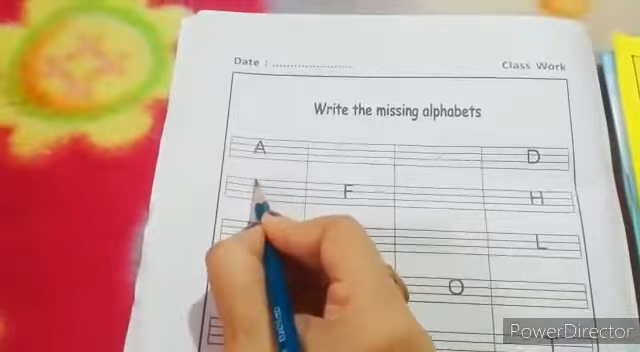 Date : ......................
Class Work
Write the missing alphabets
A D
F H
L
O
PowerDirector